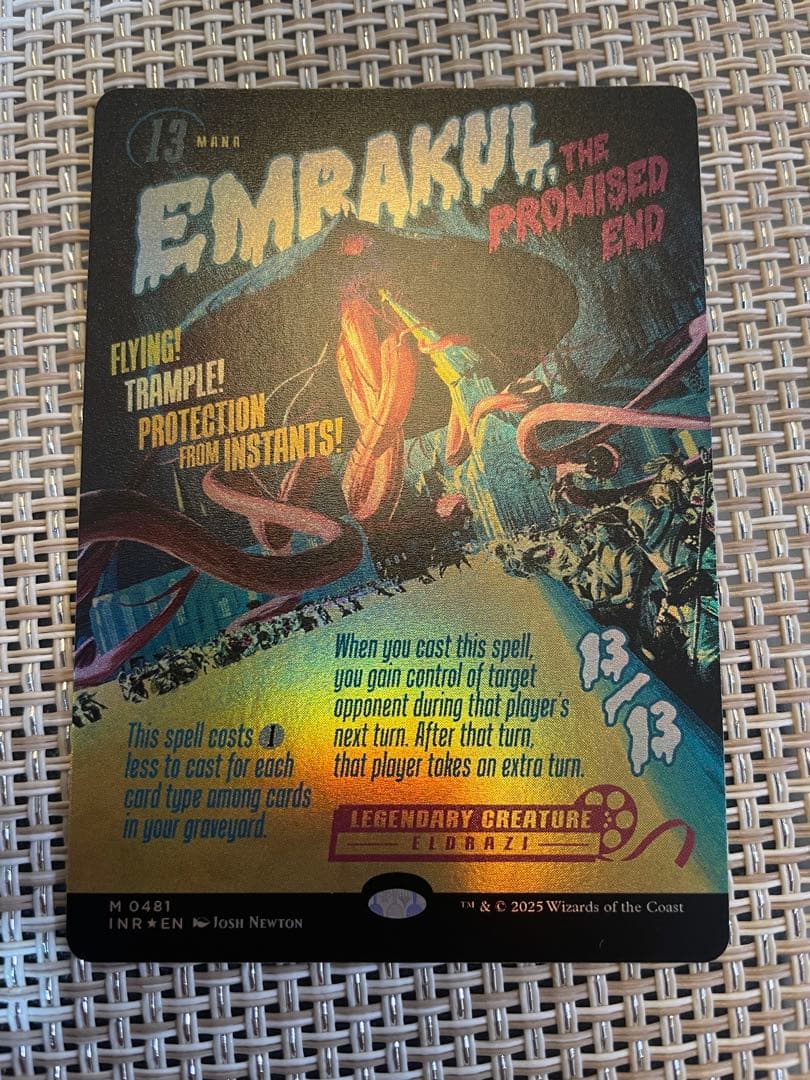 13 MANA
EMRAKUL,
THE
PROMISED
END
FLYING!
TRAMPLE!
PROTECTION
FROM INSTANTS!
This spell costs 1
less to cast for each
card type among cards
in your graveyard.
When you cast this spell,
you gain control of target
opponent during that player's
next turn. After that turn,
that player takes an extra turn.
13/13
LEGENDARY CREATURE
ELDRAZI
M 0481
INR★EN JOSH NEWTON
™ & © 2025 Wizards of the Coast